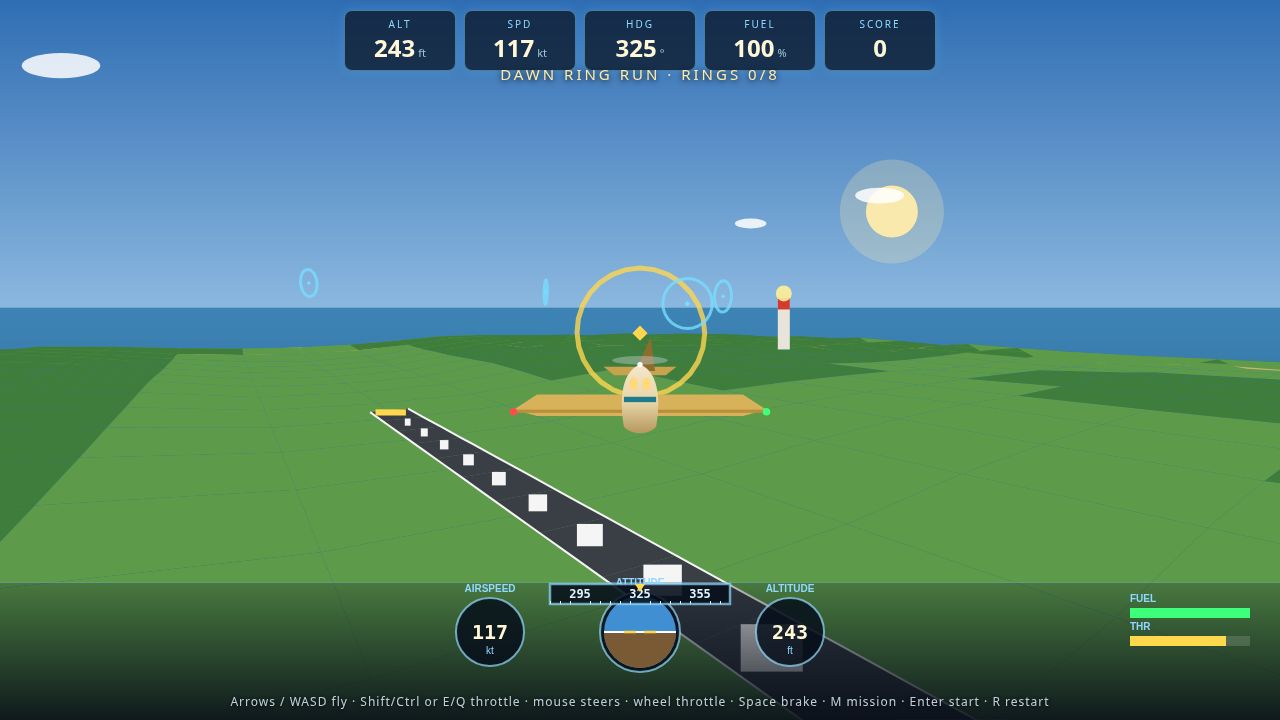 ALT SPD HDG FUEL SCORE
243 ft 117 kt 325 ° 100 % 0
DAWN RING RUN · RINGS 0/8
AIRSPEED ATTITUDE ALTITUDE
295 325 355
117 kt
243 ft
FUEL
THR
Arrows / WASD fly · Shift/Ctrl or E/Q throttle · mouse steers · wheel throttle · Space brake · M mission · Enter start · R restart